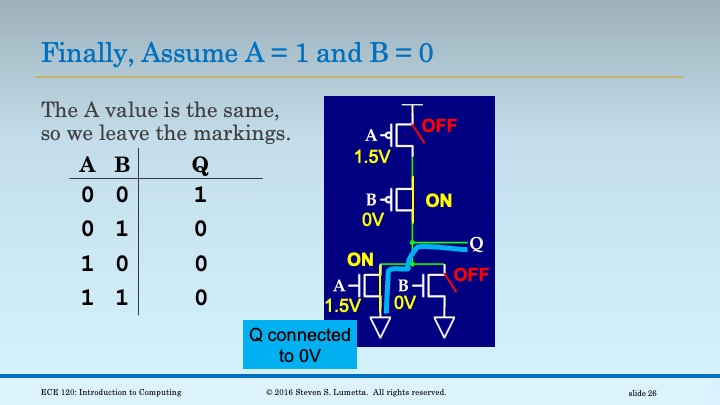 Finally, Assume A = 1 and B = 0
The A value is the same,
so we leave the markings.
A B Q
0 0 1
0 1 0
1 0 0
1 1 0
A OFF
1.5V
B ON
0V
Q
ON
OFF
A B
1.5V 0V
Q connected
to 0V
ECE 120: Introduction to Computing © 2016 Steven S. Lumetta. All rights reserved. slide 26